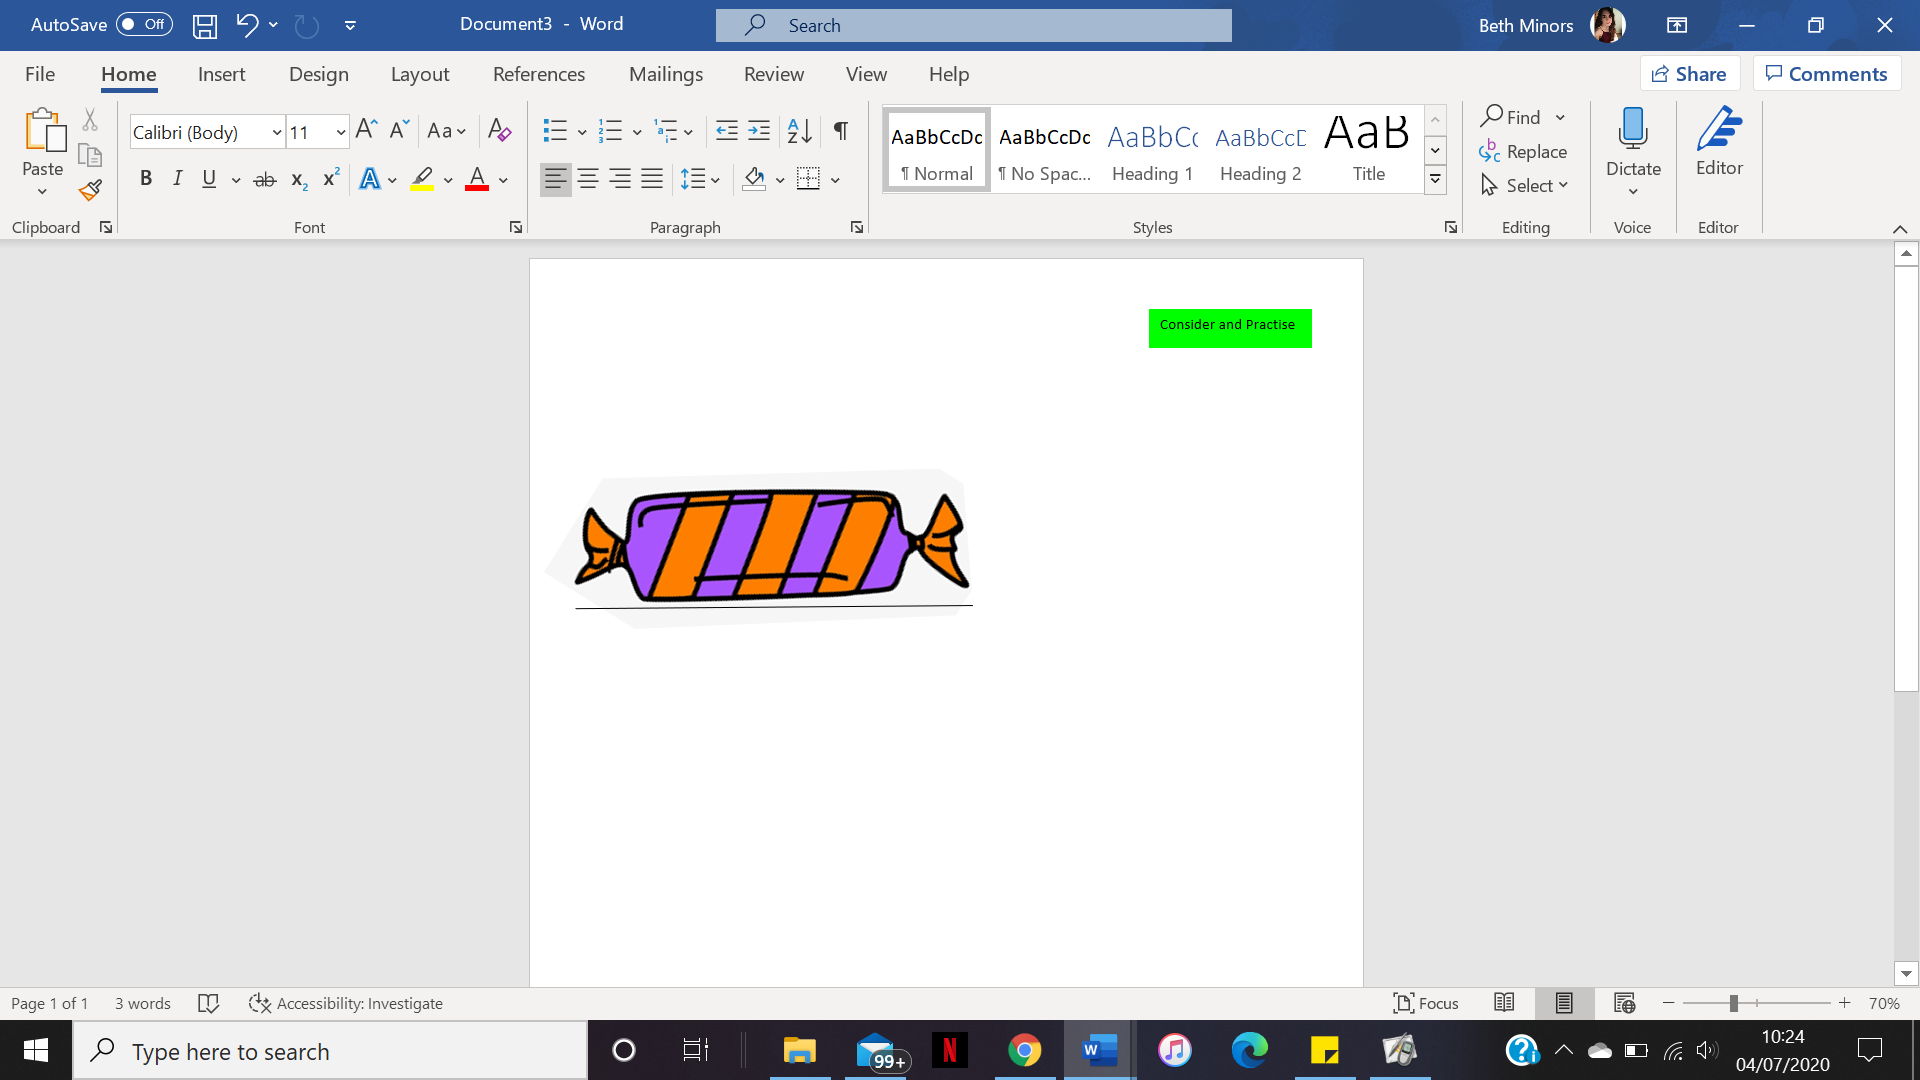 AutoSave Off
Document3 - Word
Search
Beth Minors
File Home Insert Design Layout References Mailings Review View Help
Share Comments
Paste
Clipboard
Calibri (Body) 11
Aa
B I U ab x2 x2 A A
Font
Paragraph
AaBbCcDc AaBbCcDc AaBbCc AaBbCcD AaB
¶ Normal ¶ No Spac... Heading 1 Heading 2 Title
Styles
Find
Replace
Select
Editing
Dictate
Voice
Editor
Editor
Consider and Practise
Page 1 of 1 3 words Accessibility: Investigate
Focus 70%
Type here to search
99+
10:24
04/07/2020